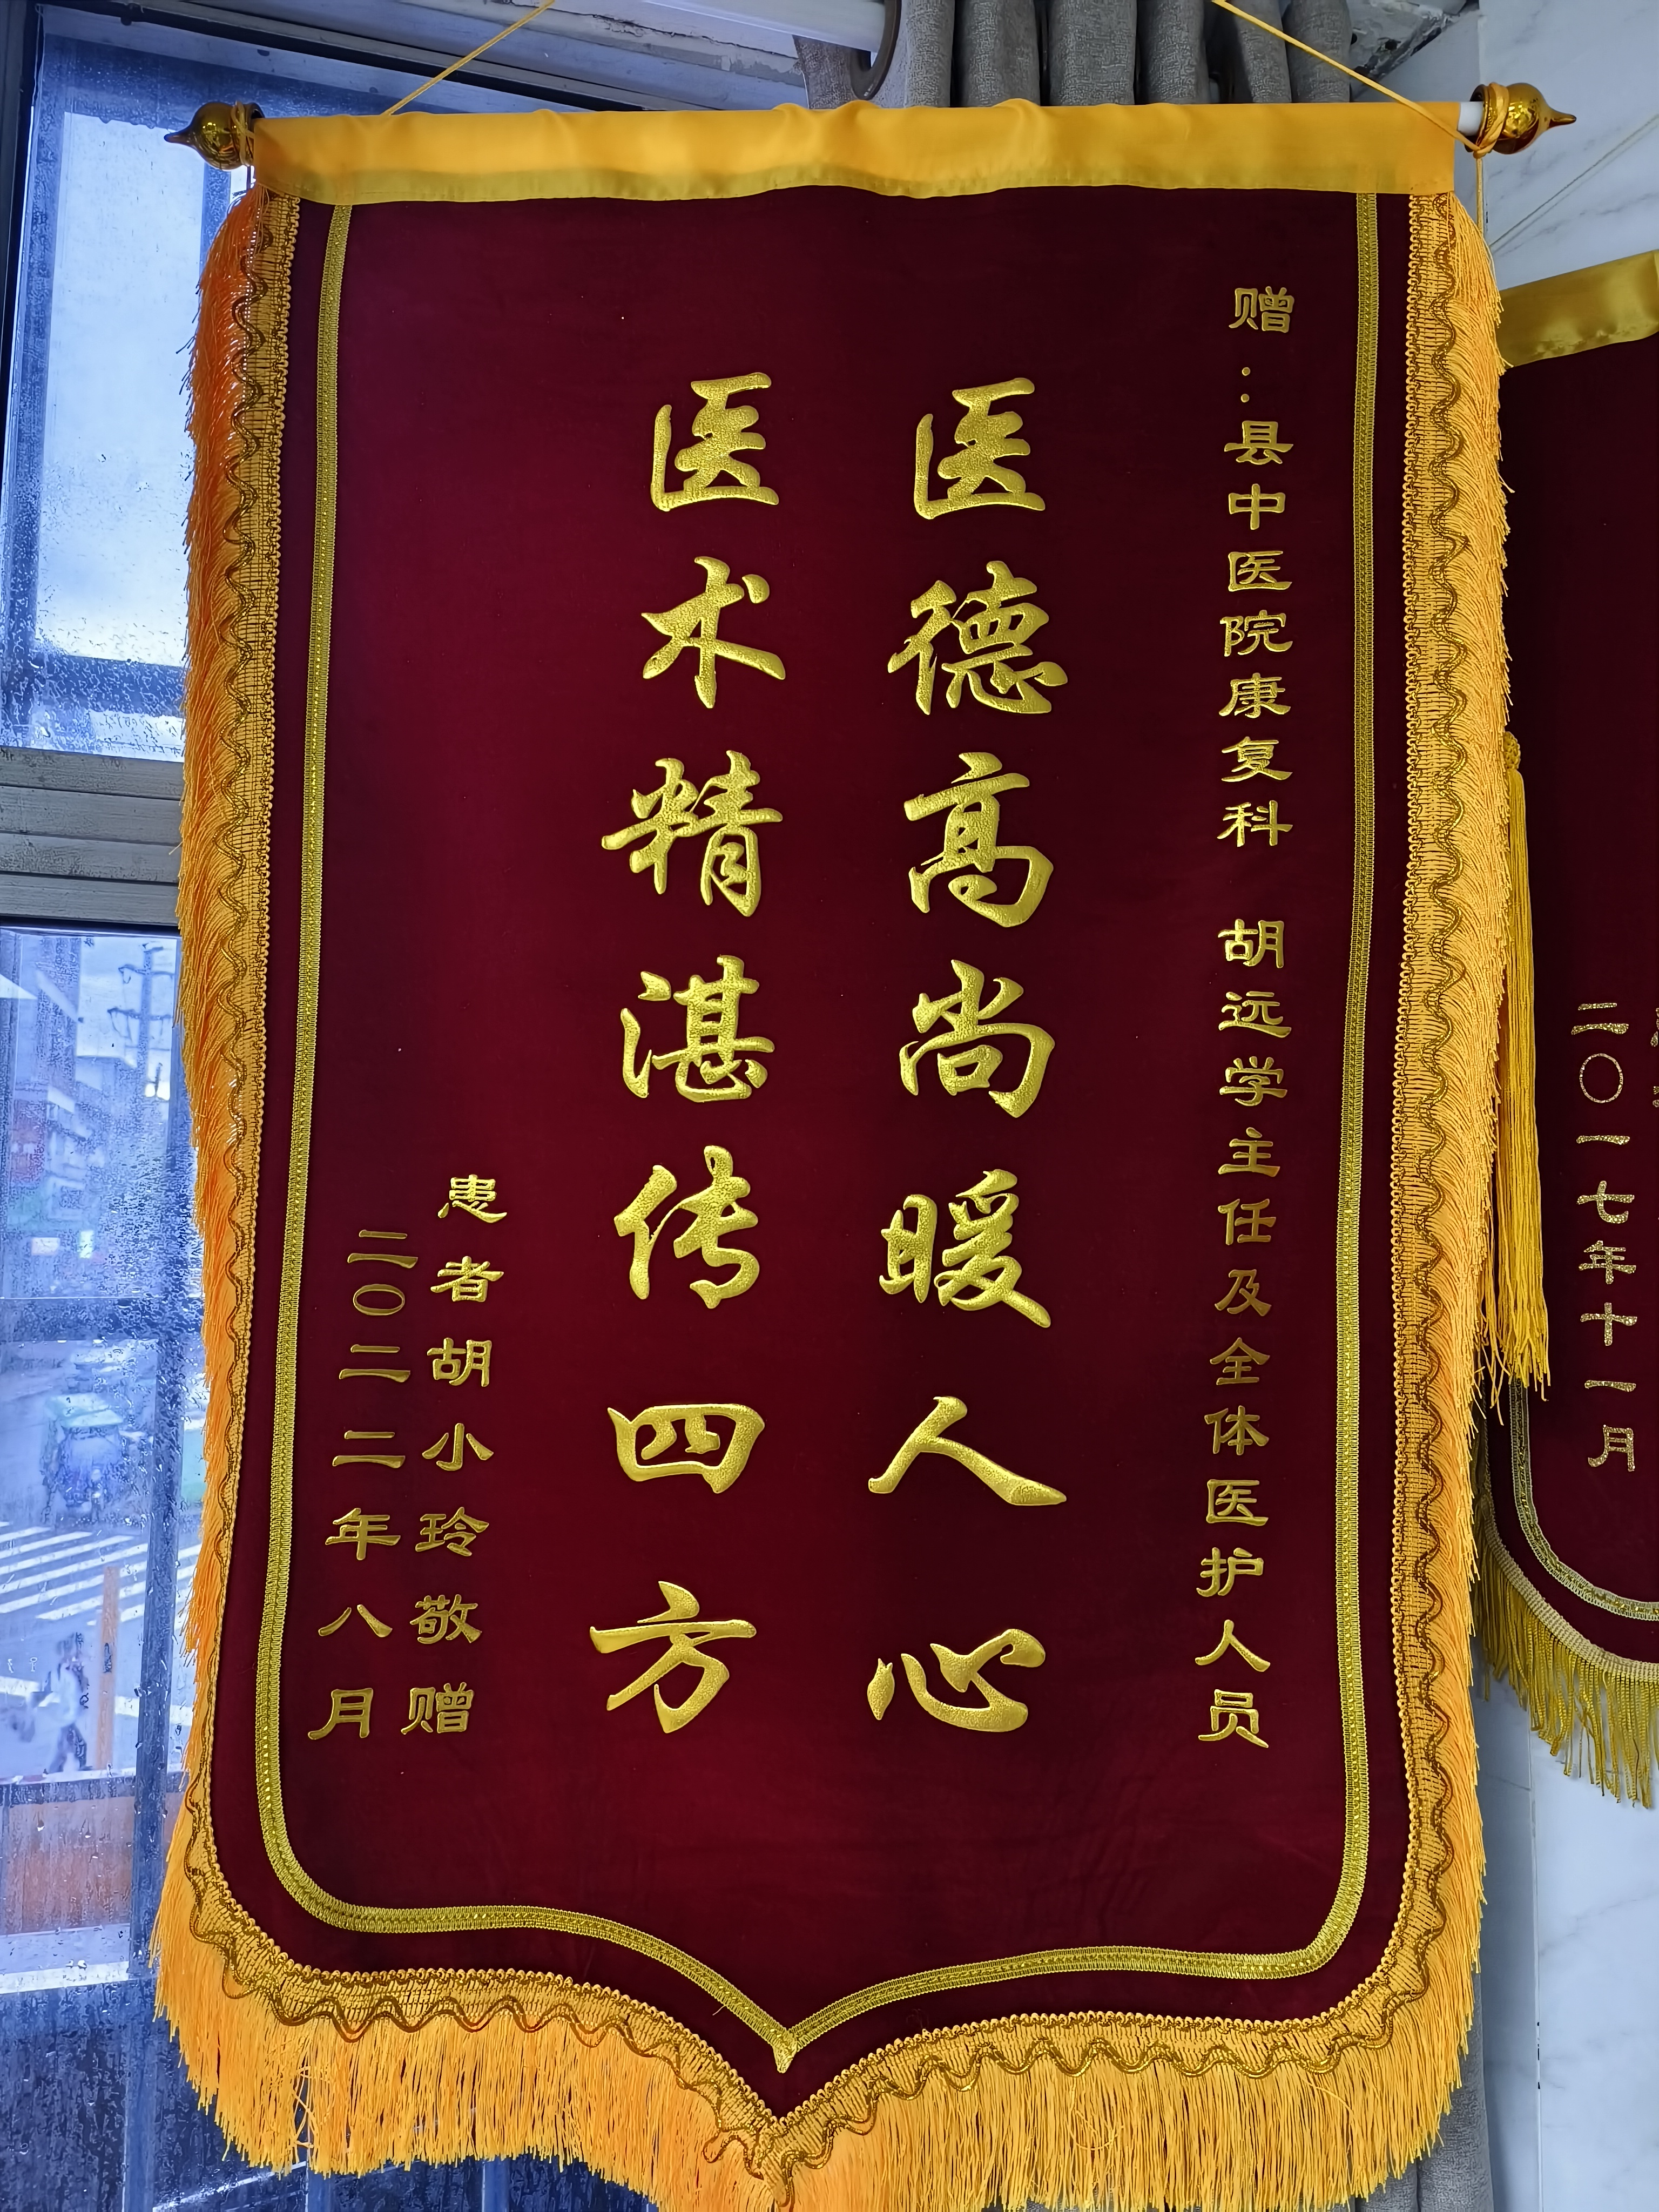 赠：县中医院康复科 胡远学主任及全体医护人员
医德高尚暖人心
医术精湛传四方
患者胡小玲敬赠
二〇二二年八月
二〇一七年十一月